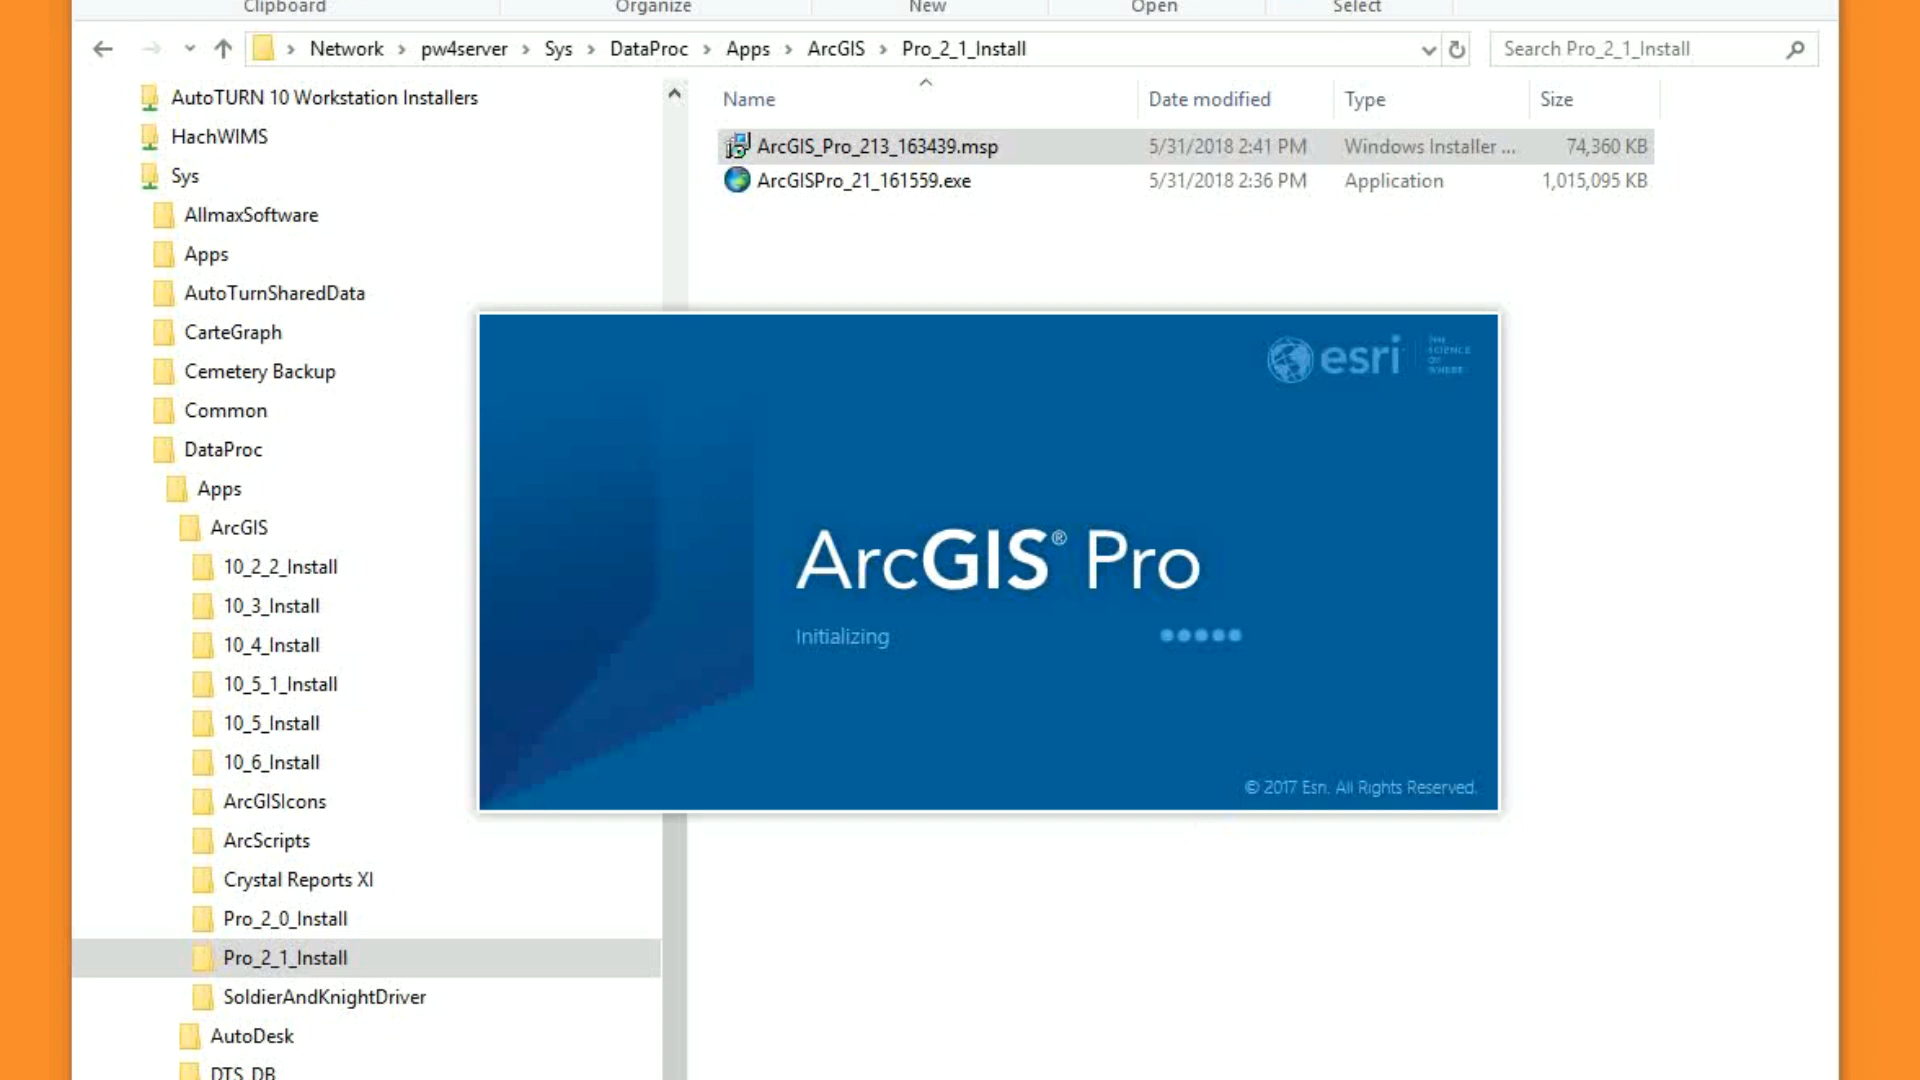 Clipboard Organize New Open Select
Network › pw4server › Sys › DataProc › Apps › ArcGIS › Pro_2_1_Install
Search Pro_2_1_Install
AutoTURN 10 Workstation Installers
HachWIMS
Sys
AllmaxSoftware
Apps
AutoTurnSharedData
CarteGraph
Cemetery Backup
Common
DataProc
Apps
ArcGIS
10_2_2_Install
10_3_Install
10_4_Install
10_5_1_Install
10_5_Install
10_6_Install
ArcGISIcons
ArcScripts
Crystal Reports XI
Pro_2_0_Install
Pro_2_1_Install
SoldierAndKnightDriver
AutoDesk
DTS_DB
Name Date modified Type Size
ArcGIS_Pro_213_163439.msp 5/31/2018 2:41 PM Windows Installer ... 74,360 KB
ArcGISPro_21_161559.exe 5/31/2018 2:36 PM Application 1,015,095 KB
esri
THE
SCIENCE
OF
WHERE
ArcGIS® Pro
Initializing
© 2017 Esri. All Rights Reserved.